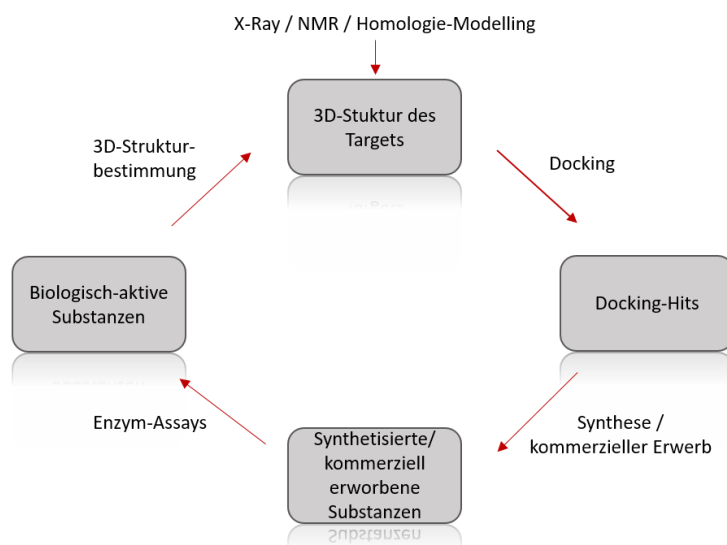 X-Ray / NMR / Homologie-Modelling
3D-Stuktur des
Targets
3D-Struktur-
bestimmung
Docking
Biologisch-aktive
Substanzen
Docking-Hits
Enzym-Assays
Synthese /
kommerzieller Erwerb
Synthetisierte/
kommerziell
erworbene
Substanzen